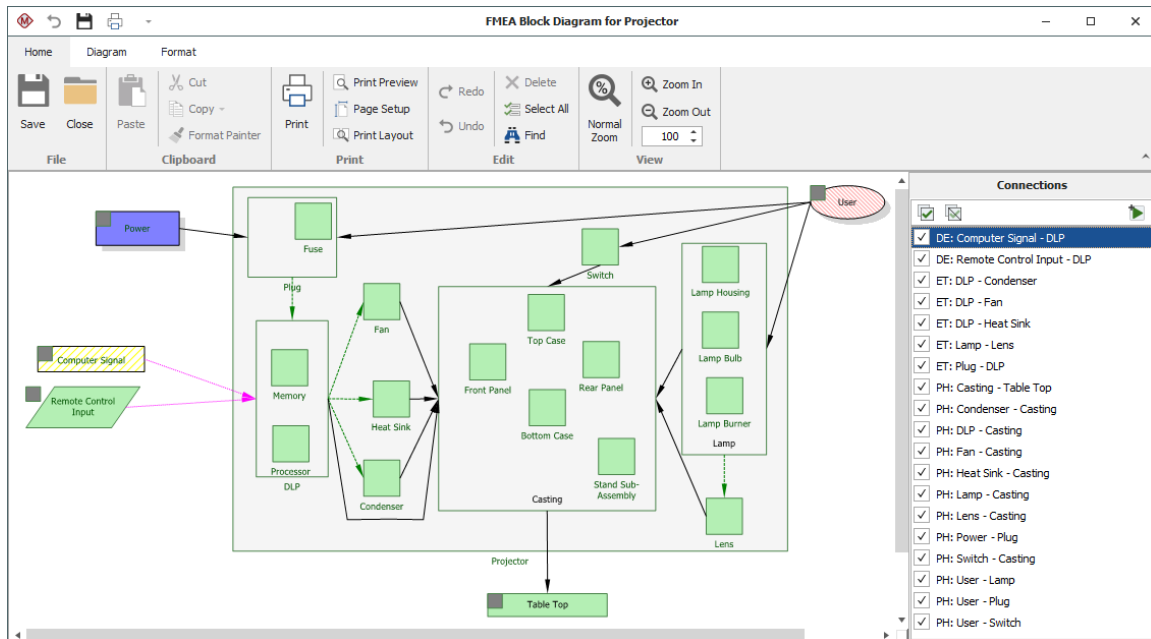 FMEA Block Diagram for Projector
Home Diagram Format
Save
Close
Paste
Cut
Copy
Format Painter
Print
Print Preview
Page Setup
Print Layout
Redo
Undo
Delete
Select All
Find
Normal
Zoom
Zoom In
Zoom Out
100
File
Clipboard
Print
Edit
View
Power
Fuse
Plug
User
Switch
Computer Signal
Remote Control
Input
Memory
Processor
DLP
Fan
Heat Sink
Condenser
Top Case
Front Panel
Rear Panel
Bottom Case
Stand Sub-
Assembly
Casting
Lamp Housing
Lamp Bulb
Lamp Burner
Lamp
Lens
Projector
Table Top
Connections
DE: Computer Signal - DLP
DE: Remote Control Input - DLP
ET: DLP - Condenser
ET: DLP - Fan
ET: DLP - Heat Sink
ET: Lamp - Lens
ET: Plug - DLP
PH: Casting - Table Top
PH: Condenser - Casting
PH: DLP - Casting
PH: Fan - Casting
PH: Heat Sink - Casting
PH: Lamp - Casting
PH: Lens - Casting
PH: Power - Plug
PH: Switch - Casting
PH: User - Lamp
PH: User - Plug
PH: User - Switch